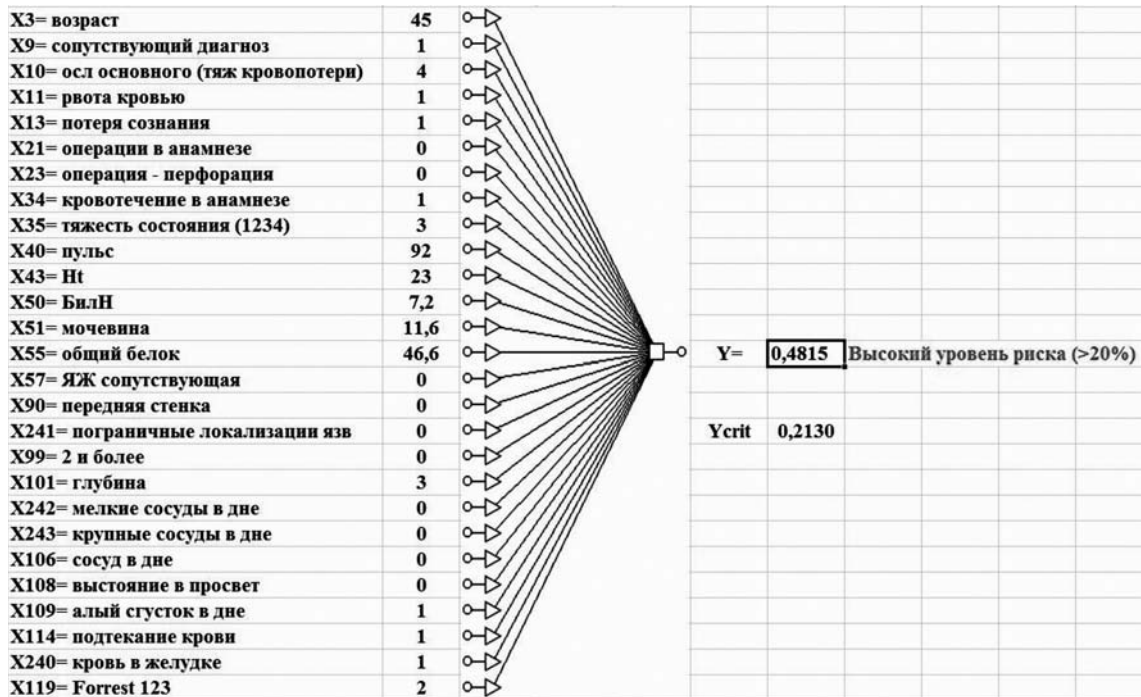 X3= возраст 45
X9= сопутствующий диагноз 1
X10= осл основного (тяж кровопотери) 4
X11= рвота кровью 1
X13= потеря сознания 1
X21= операции в анамнезе 0
X23= операция - перфорация 0
X34= кровотечение в анамнезе 1
X35= тяжесть состояния (1234) 3
X40= пульс 92
X43= Ht 23
X50= БилН 7,2
X51= мочевина 11,6
X55= общий белок 46,6 Y= 0,4815 Высокий уровень риска (>20%)
X57= ЯЖ сопутствующая 0
X90= передняя стенка 0
X241= пограничные локализации язв 0 Ycrit 0,2130
X99= 2 и более 0
X101= глубина 3
X242= мелкие сосуды в дне 0
X243= крупные сосуды в дне 0
X106= сосуд в дне 0
X108= выстояние в просвет 0
X109= алый сгусток в дне 1
X114= подтекание крови 1
X240= кровь в желудке 1
X119= Forrest 123 2